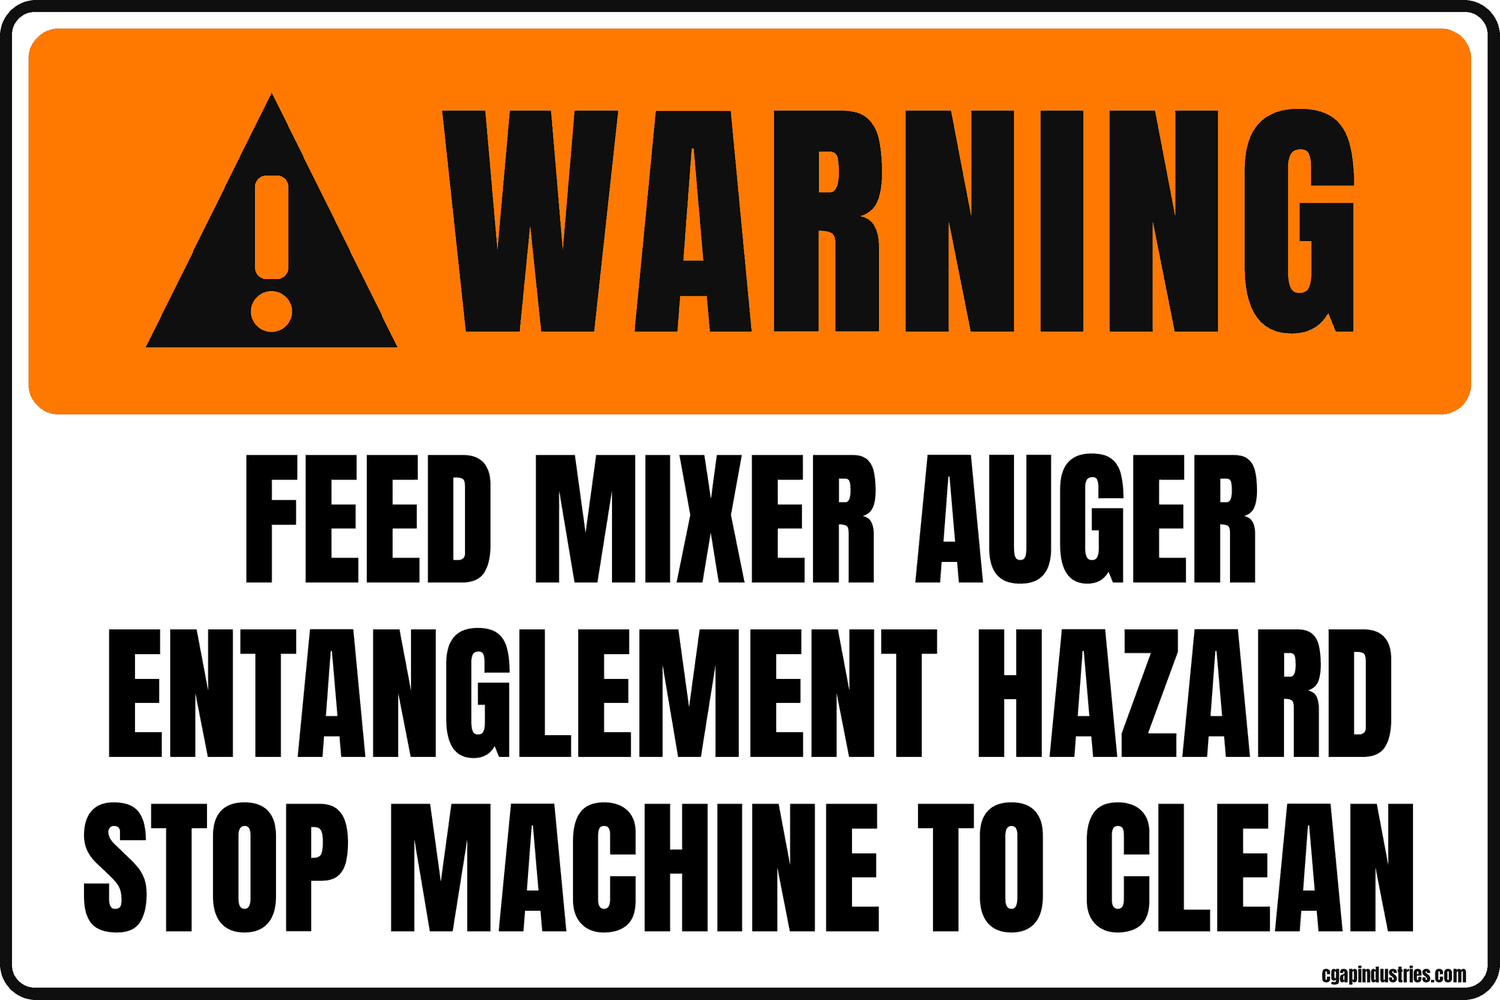 WARNING
FEED MIXER AUGER
ENTANGLEMENT HAZARD
STOP MACHINE TO CLEAN
cgapindustries.com